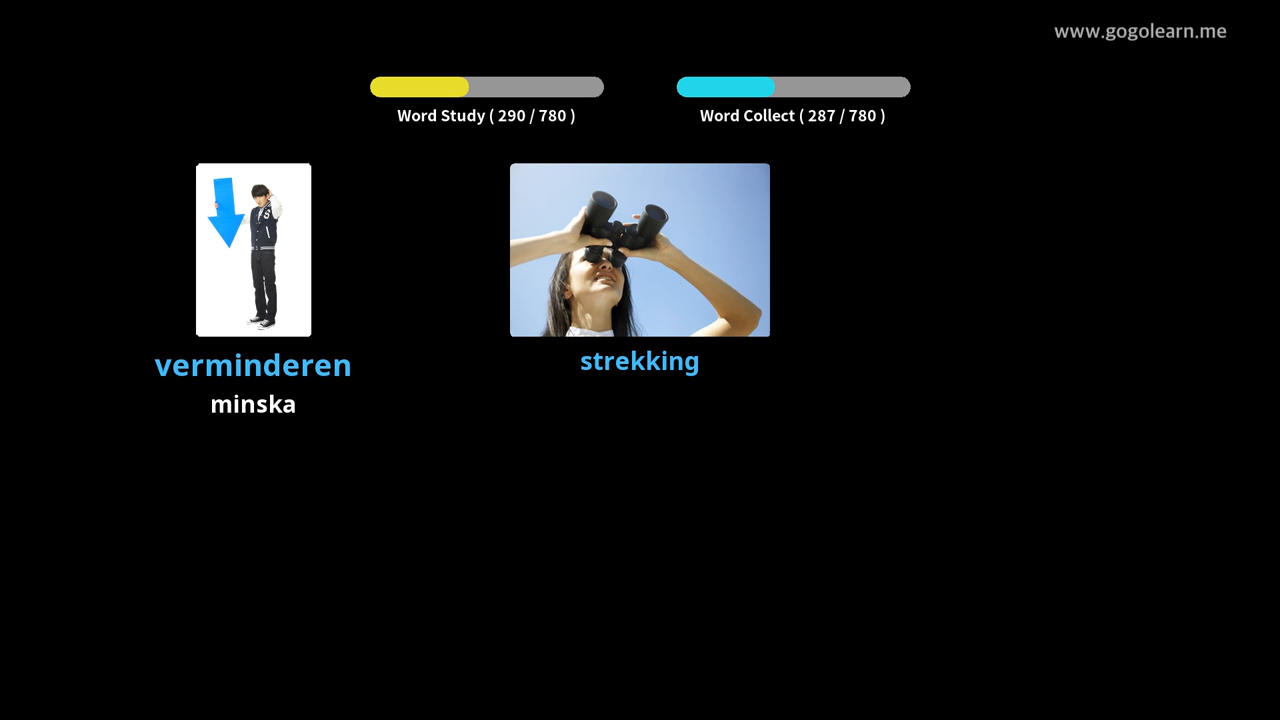 www.gogolearn.me
Word Study ( 290 / 780 )
Word Collect ( 287 / 780 )
verminderen
minska
strekking